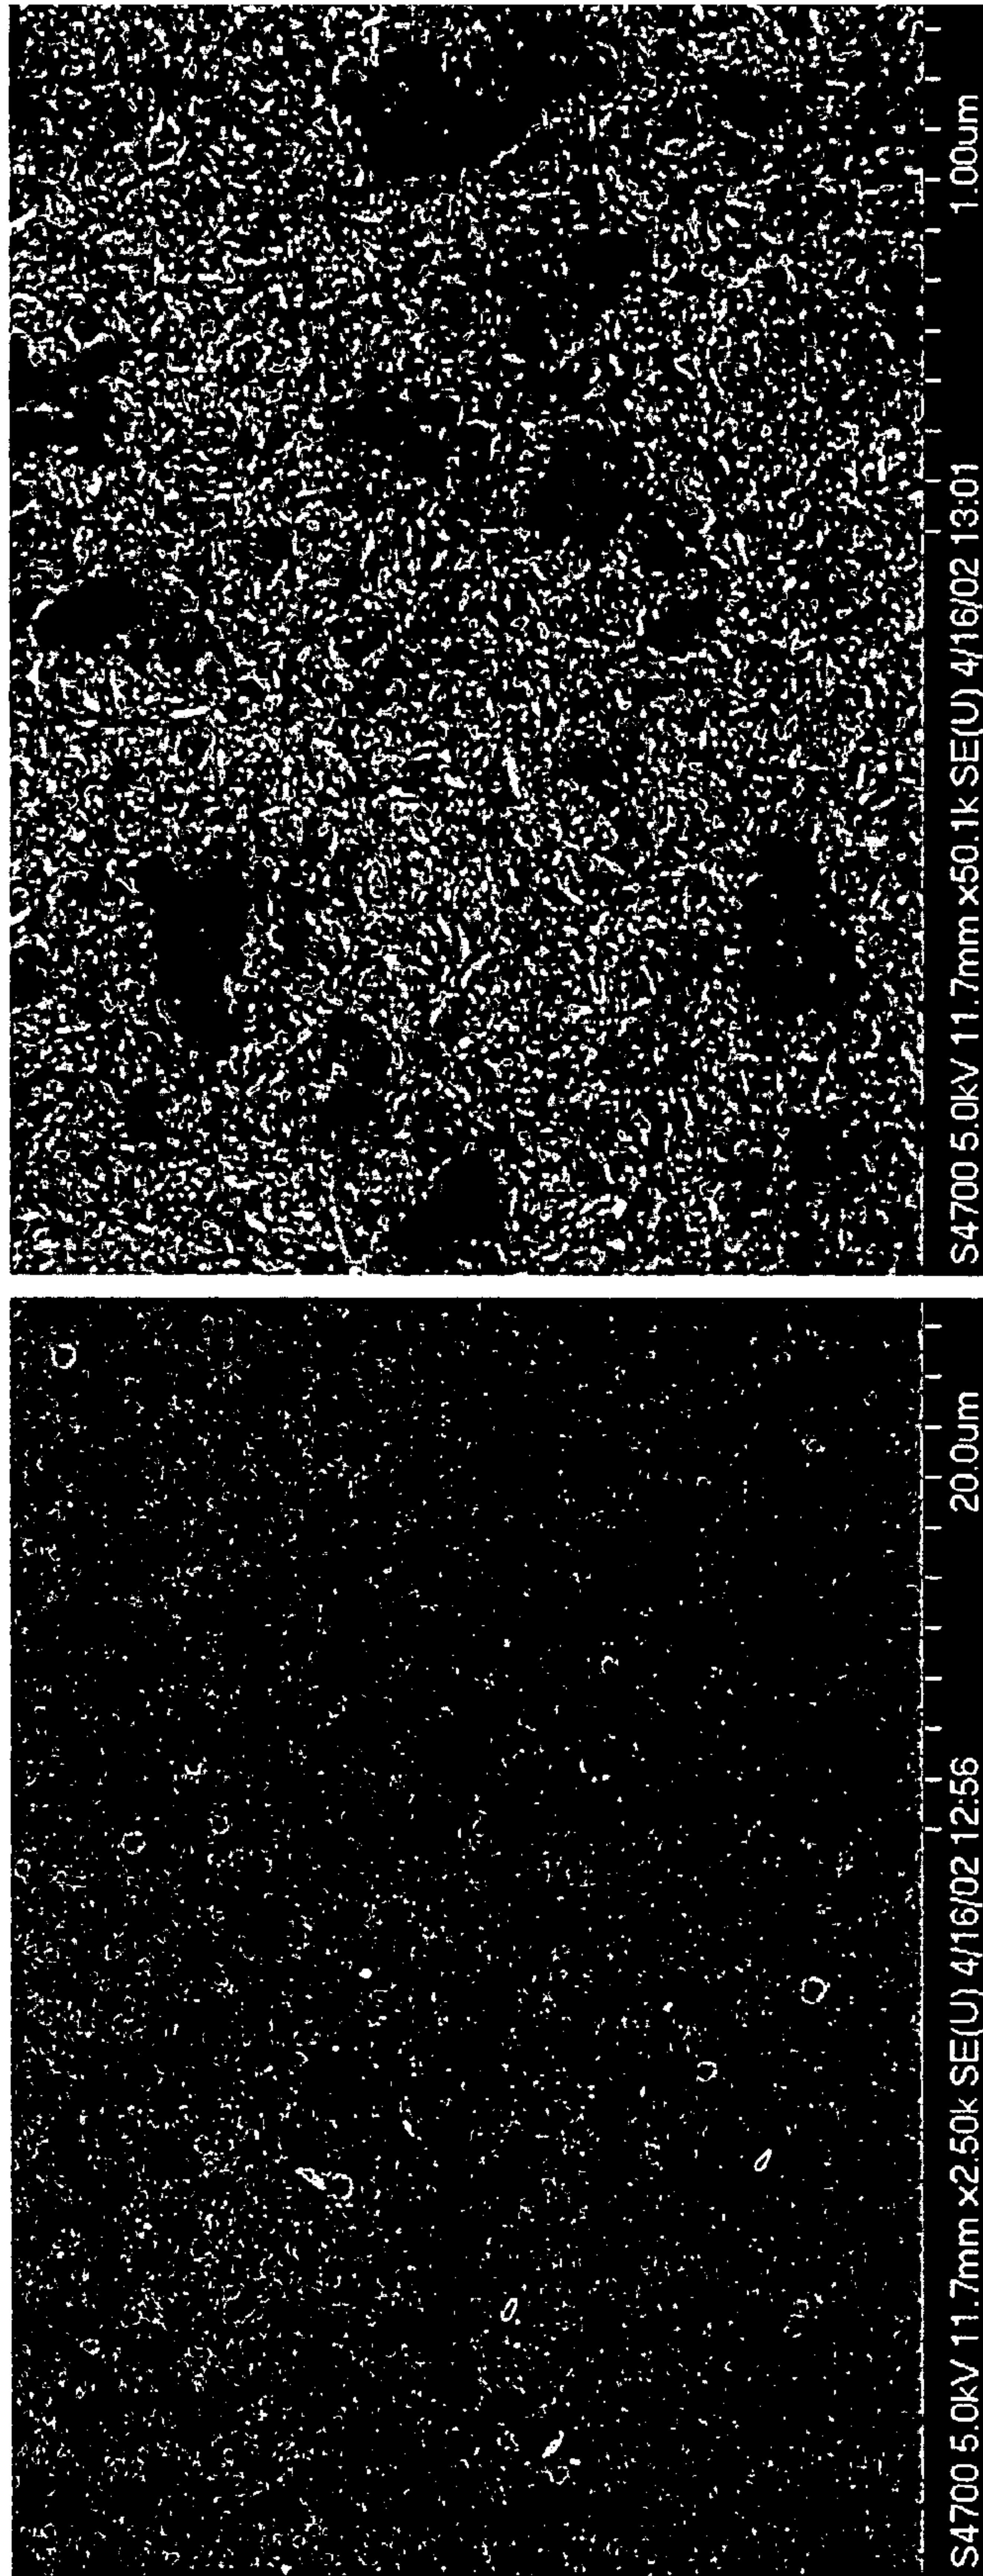 S4700 5.0kV 11.7mm x2.50k SE(U) 4/16/02 12:56 20.0um
S4700 5.0kV 11.7mm x50.1k SE(U) 4/16/02 13:01 1.00um